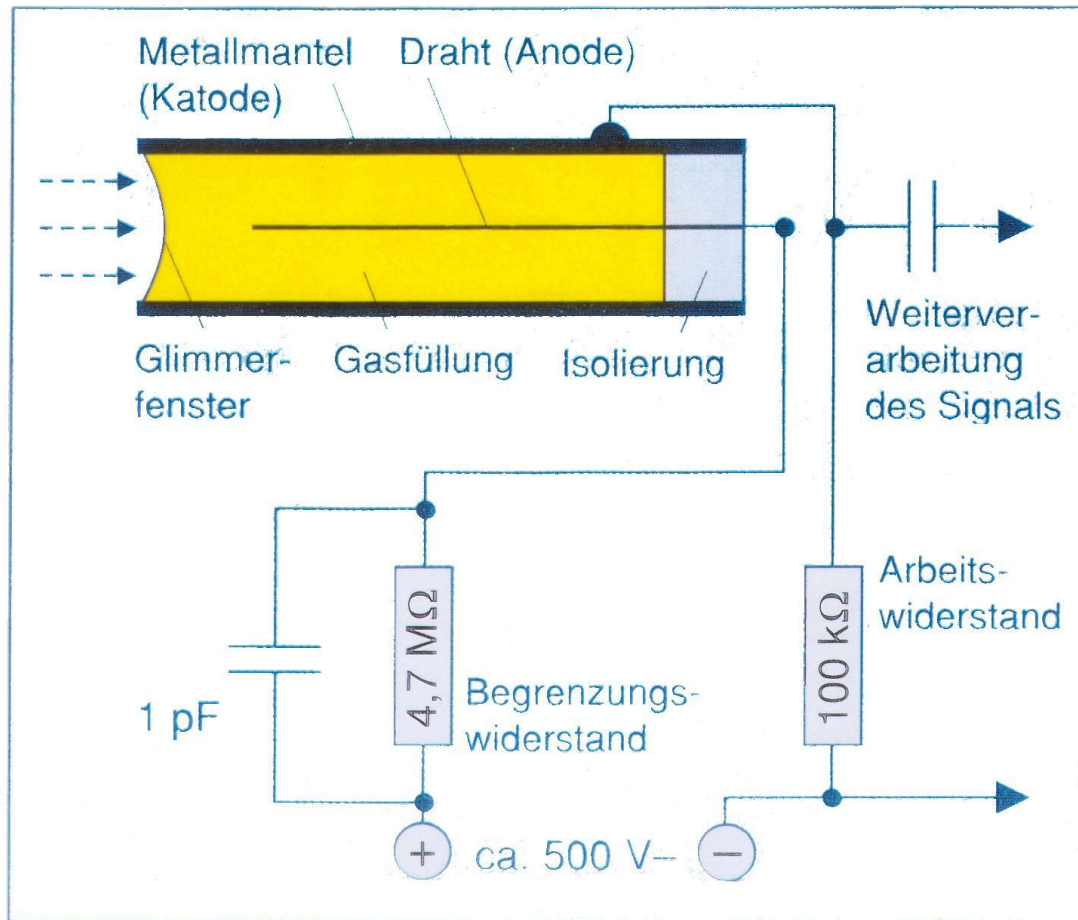 Metallmantel
(Katode)
Draht (Anode)
Glimmer-
fenster
Gasfüllung
Isolierung
Weiterver-
arbeitung
des Signals
1 pF
4,7 MΩ
Begrenzungs-
widerstand
100 kΩ
Arbeits-
widerstand
+ ca. 500 V– −